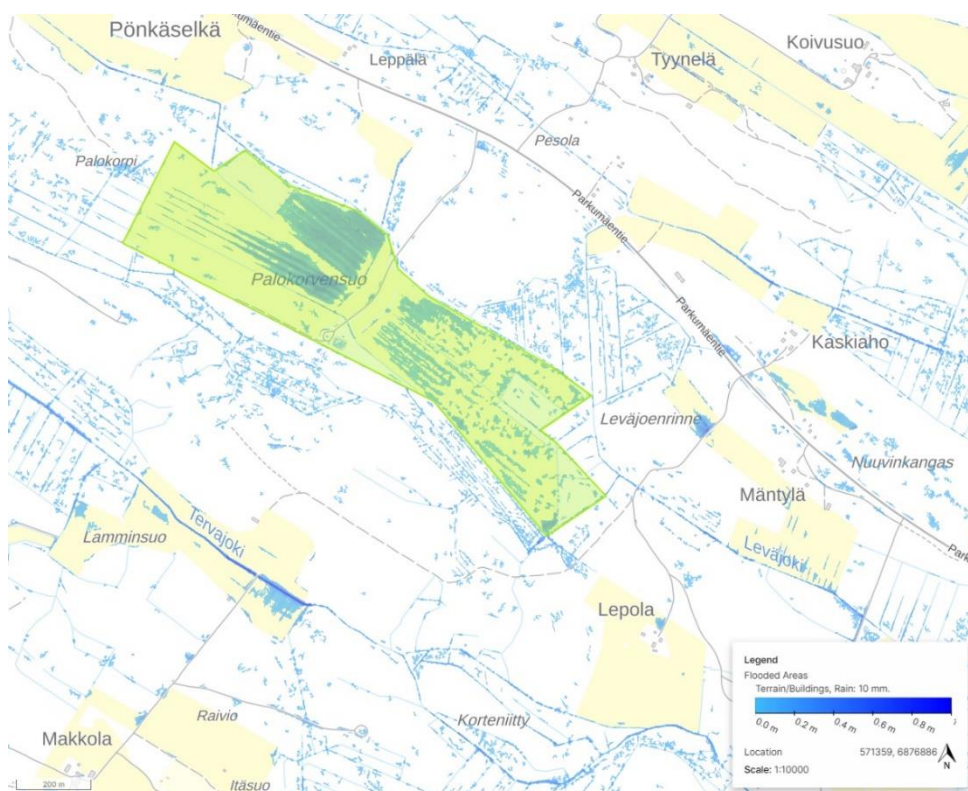 Pönkäselkä
Parkumäentie
Leppälä
Tyynelä
Koivusuo
Pesola
Palokorpi
Parkumäentie
Palokorvensuo
Parkumäentie
Kaskiaho
Leväjoenrinne
Nuuvinkangas
Mäntylä
Lamminsuo
Tervajoki
Leväjoki
Park
Lepola
Raivio
Korteniitty
Makkola
Itäsuo
200 m
Legend
Flooded Areas
Terrain/Buildings, Rain: 10 mm.
0.0 m
0.2 m
0.4 m
0.6 m
0.8 m
Location
571359, 6876886
Scale: 1:10000
N